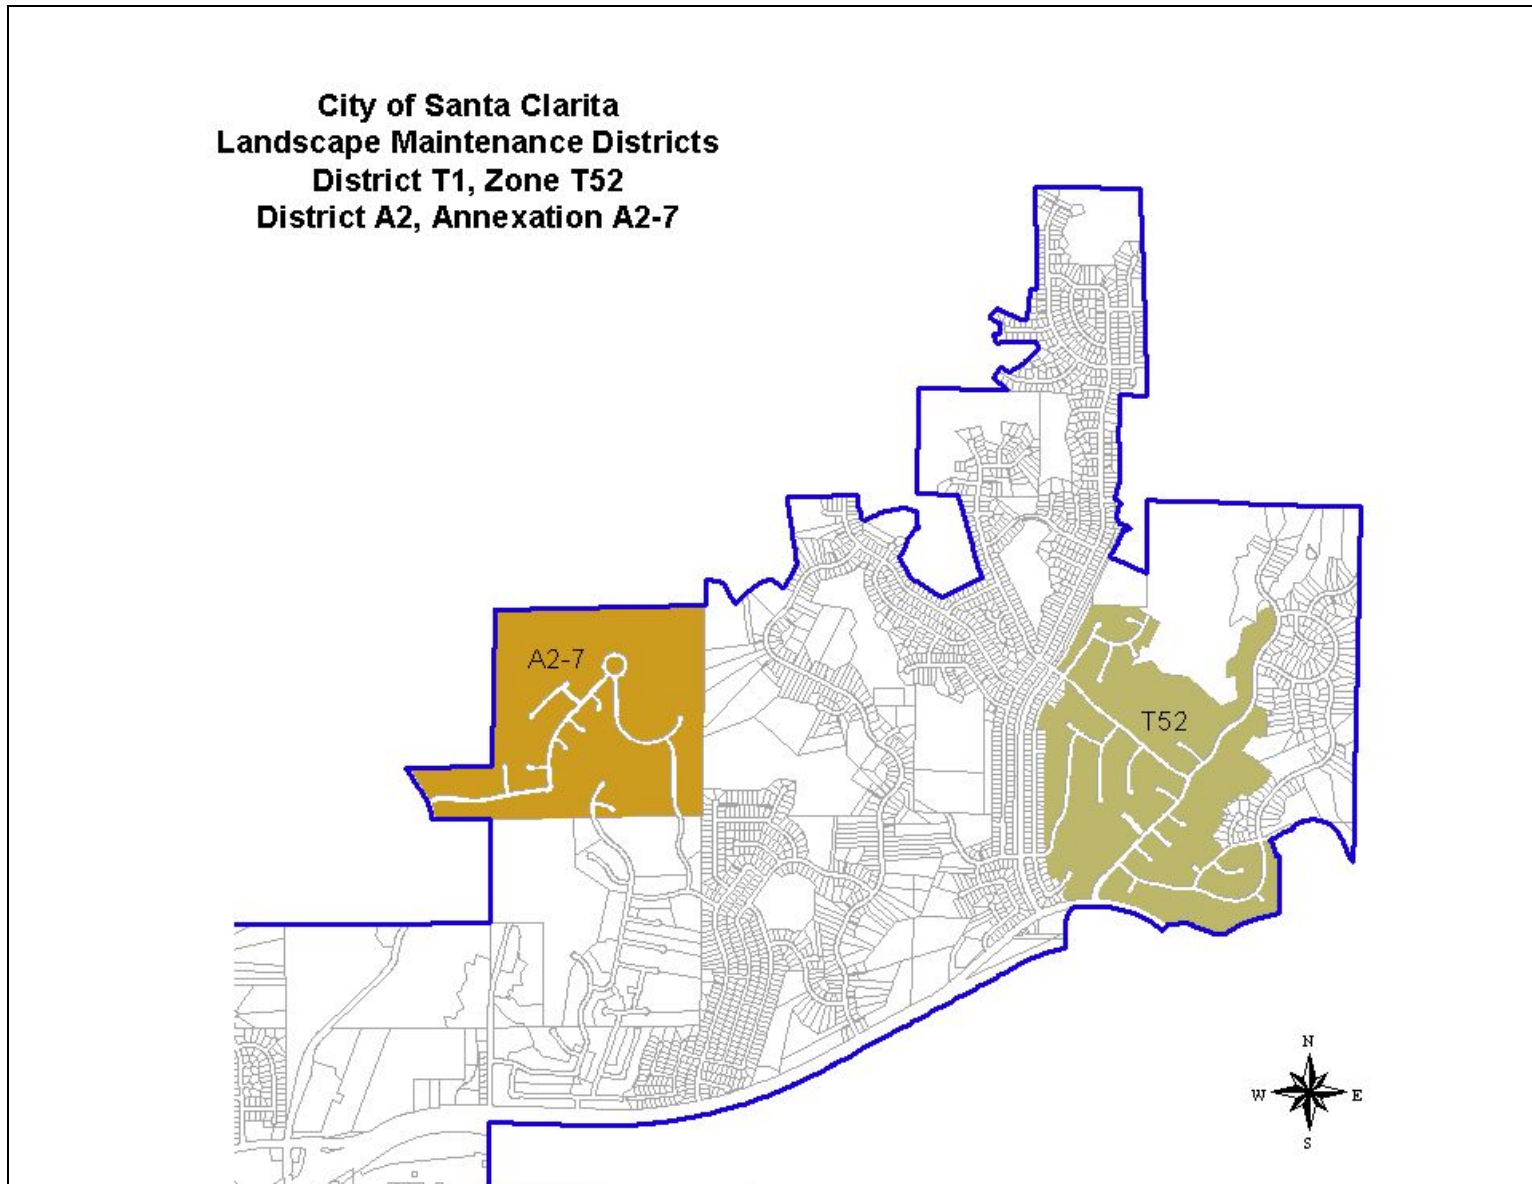 City of Santa Clarita
Landscape Maintenance Districts
District T1, Zone T52
District A2, Annexation A2-7
A2-7
T52
N
W E
S